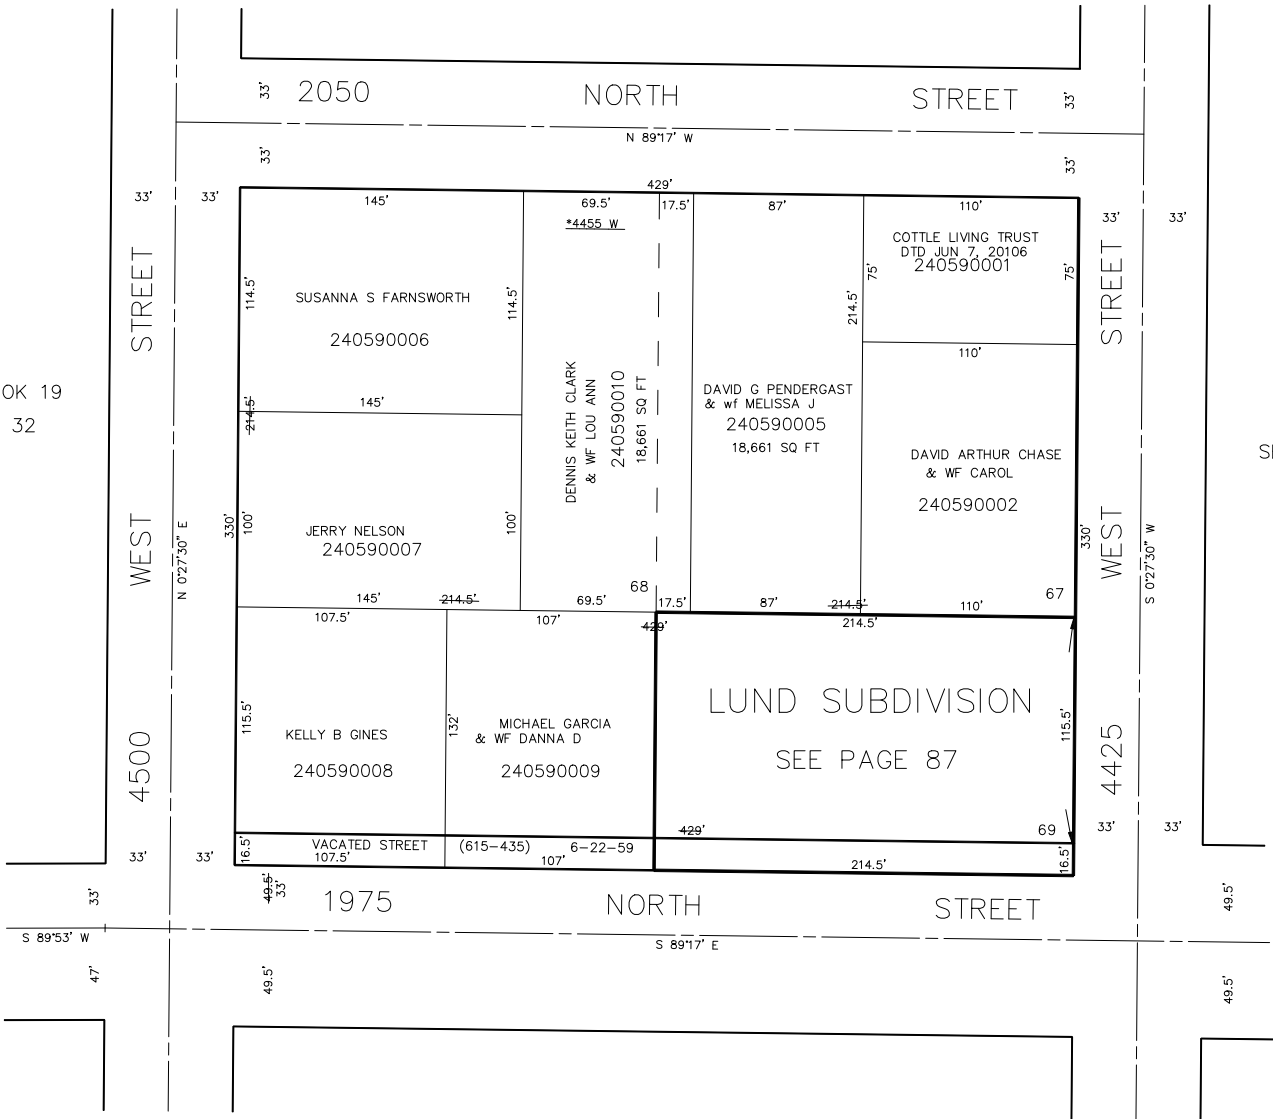 2050 NORTH STREET
33'
33'
N 89°17' W
33'
33'
33' 33'
429'
33' 33'
145' 69.5' 17.5' 87' 110'
*4455 W
COTTLE LIVING TRUST
DTD JUN 7, 20106
240590001
75'
75'
114.5'
114.5'
214.5'
SUSANNA S FARNSWORTH
240590006
110'
145'
214.5'
DENNIS KEITH CLARK
& WF LOU ANN
240590010
18,661 SQ FT
DAVID G PENDERGAST
& wf MELISSA J
240590005
18,661 SQ FT
DAVID ARTHUR CHASE
& WF CAROL
240590002
OK 19
32
STREET
WEST
4500
N 0°27'30" E
330'
100'
100'
JERRY NELSON
240590007
STREET
WEST
4425
S 0°27'30" W
330'
68
67
145' 214.5' 69.5' 17.5' 87' 214.5' 110'
107.5' 107' 429' 214.5'
115.5'
132'
115.5'
KELLY B GINES
240590008
MICHAEL GARCIA
& WF DANNA D
240590009
LUND SUBDIVISION
SEE PAGE 87
429'
69
33' 33'
33' 33'
16.5'
VACATED STREET (615-435) 6-22-59
107.5' 107' 214.5'
16.5'
33'
49.5'
33'
1975 NORTH STREET
49.5'
S 89°53' W
S 89°17' E
47'
49.5'
49.5'